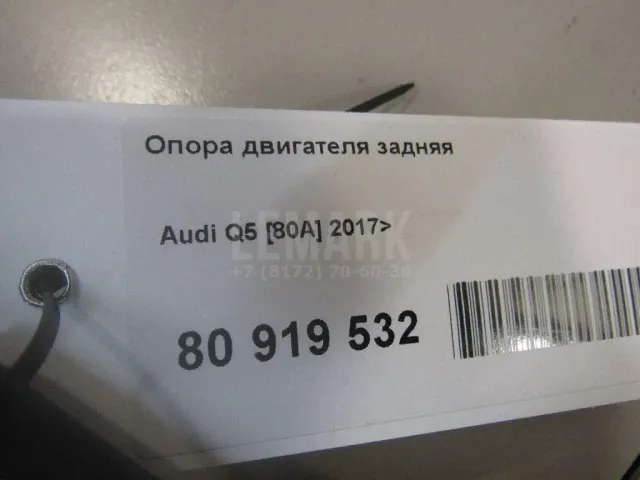 Опора двигателя задняя
Audi Q5 [80A] 2017>
LEMARK
+7 (8172) 70-60-30
80 919 532